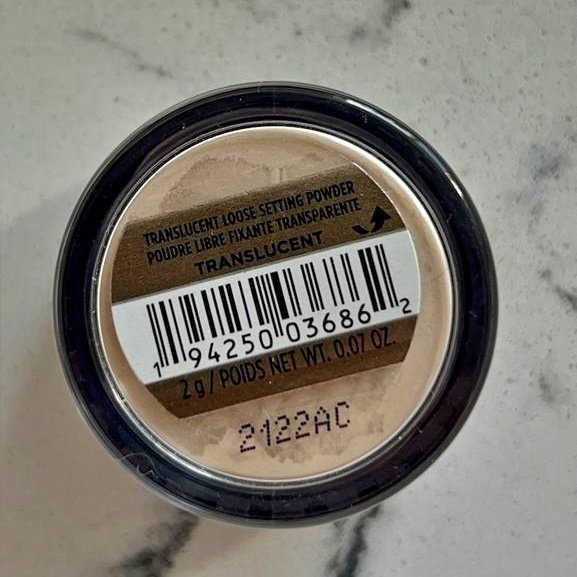 TRANSLUCENT LOOSE SETTING POWDER
POUDRE LIBRE FIXANTE TRANSPARENTE
TRANSLUCENT
1 94250 03686 2
2 g / POIDS NET WT. 0.07 OZ.
2122AC